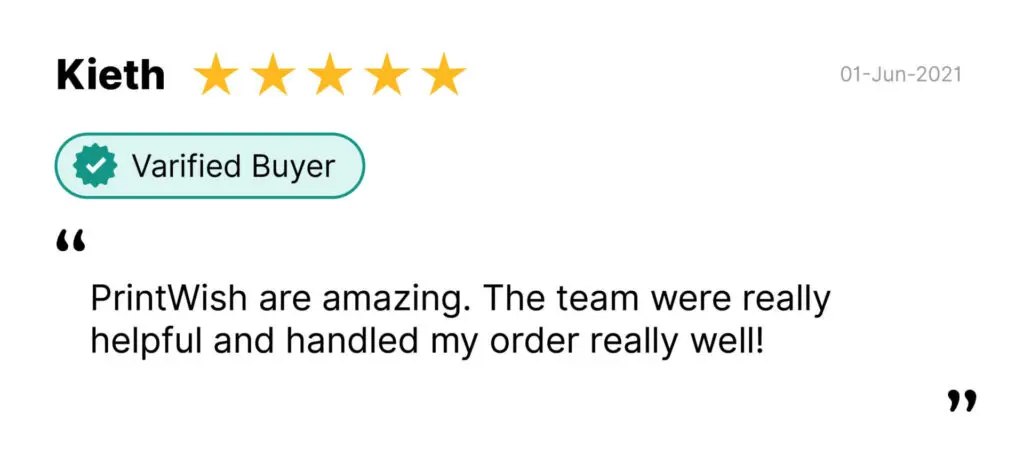 Kieth
01-Jun-2021
Varified Buyer
“
PrintWish are amazing. The team were really
helpful and handled my order really well!
”